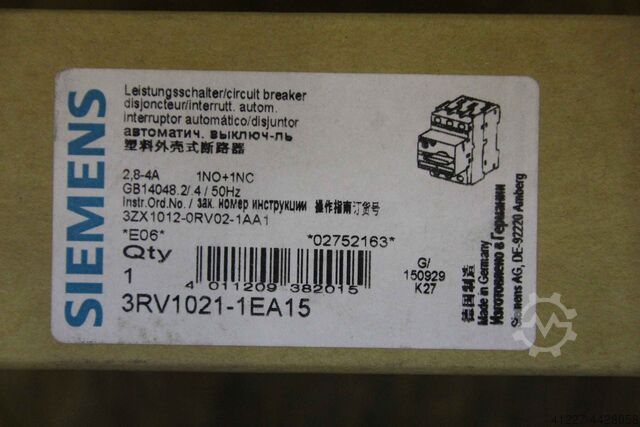 SIEMENS
Leistungsschalter/circuit breaker
disjoncteur/interrutt. autom.
interruptor automático/disjuntor
автоматич. выключ-ль
塑料外壳式断路器
2,8-4A 1NO+1NC
GB14048.2/.4 / 50Hz
Instr.Ord.No./ зак. номер инструкции 操作指南订货号
3ZX1012-0RV02-1AA1
*E06* *02752163*
Qty
1
4 011209 382015
G/
150929
K27
3RV1021-1EA15
德国制造
Made in Germany
Изготовлено в Германии
Siemens AG, DE-92220 Amberg
41227-4428058